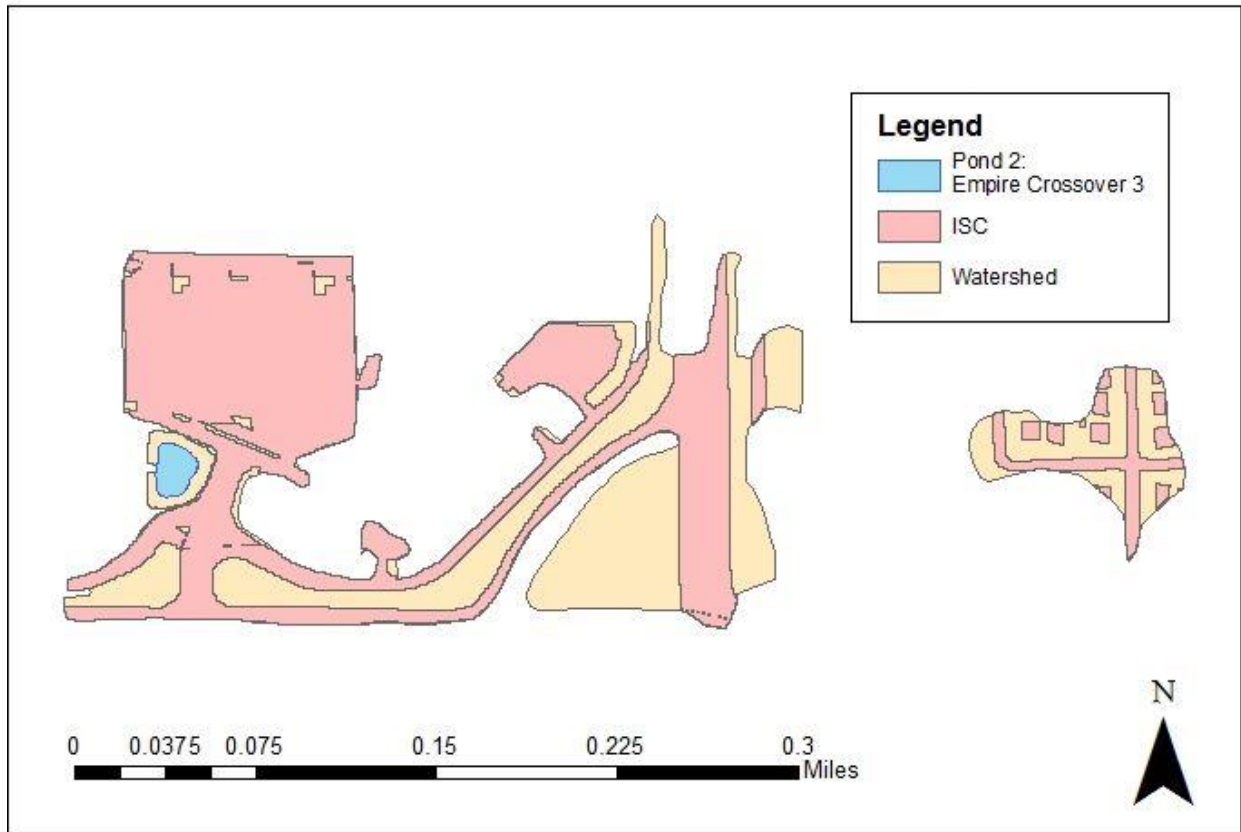 Legend
Pond 2:
Empire Crossover 3
ISC
Watershed
N
0 0.0375 0.075 0.15 0.225 0.3
Miles